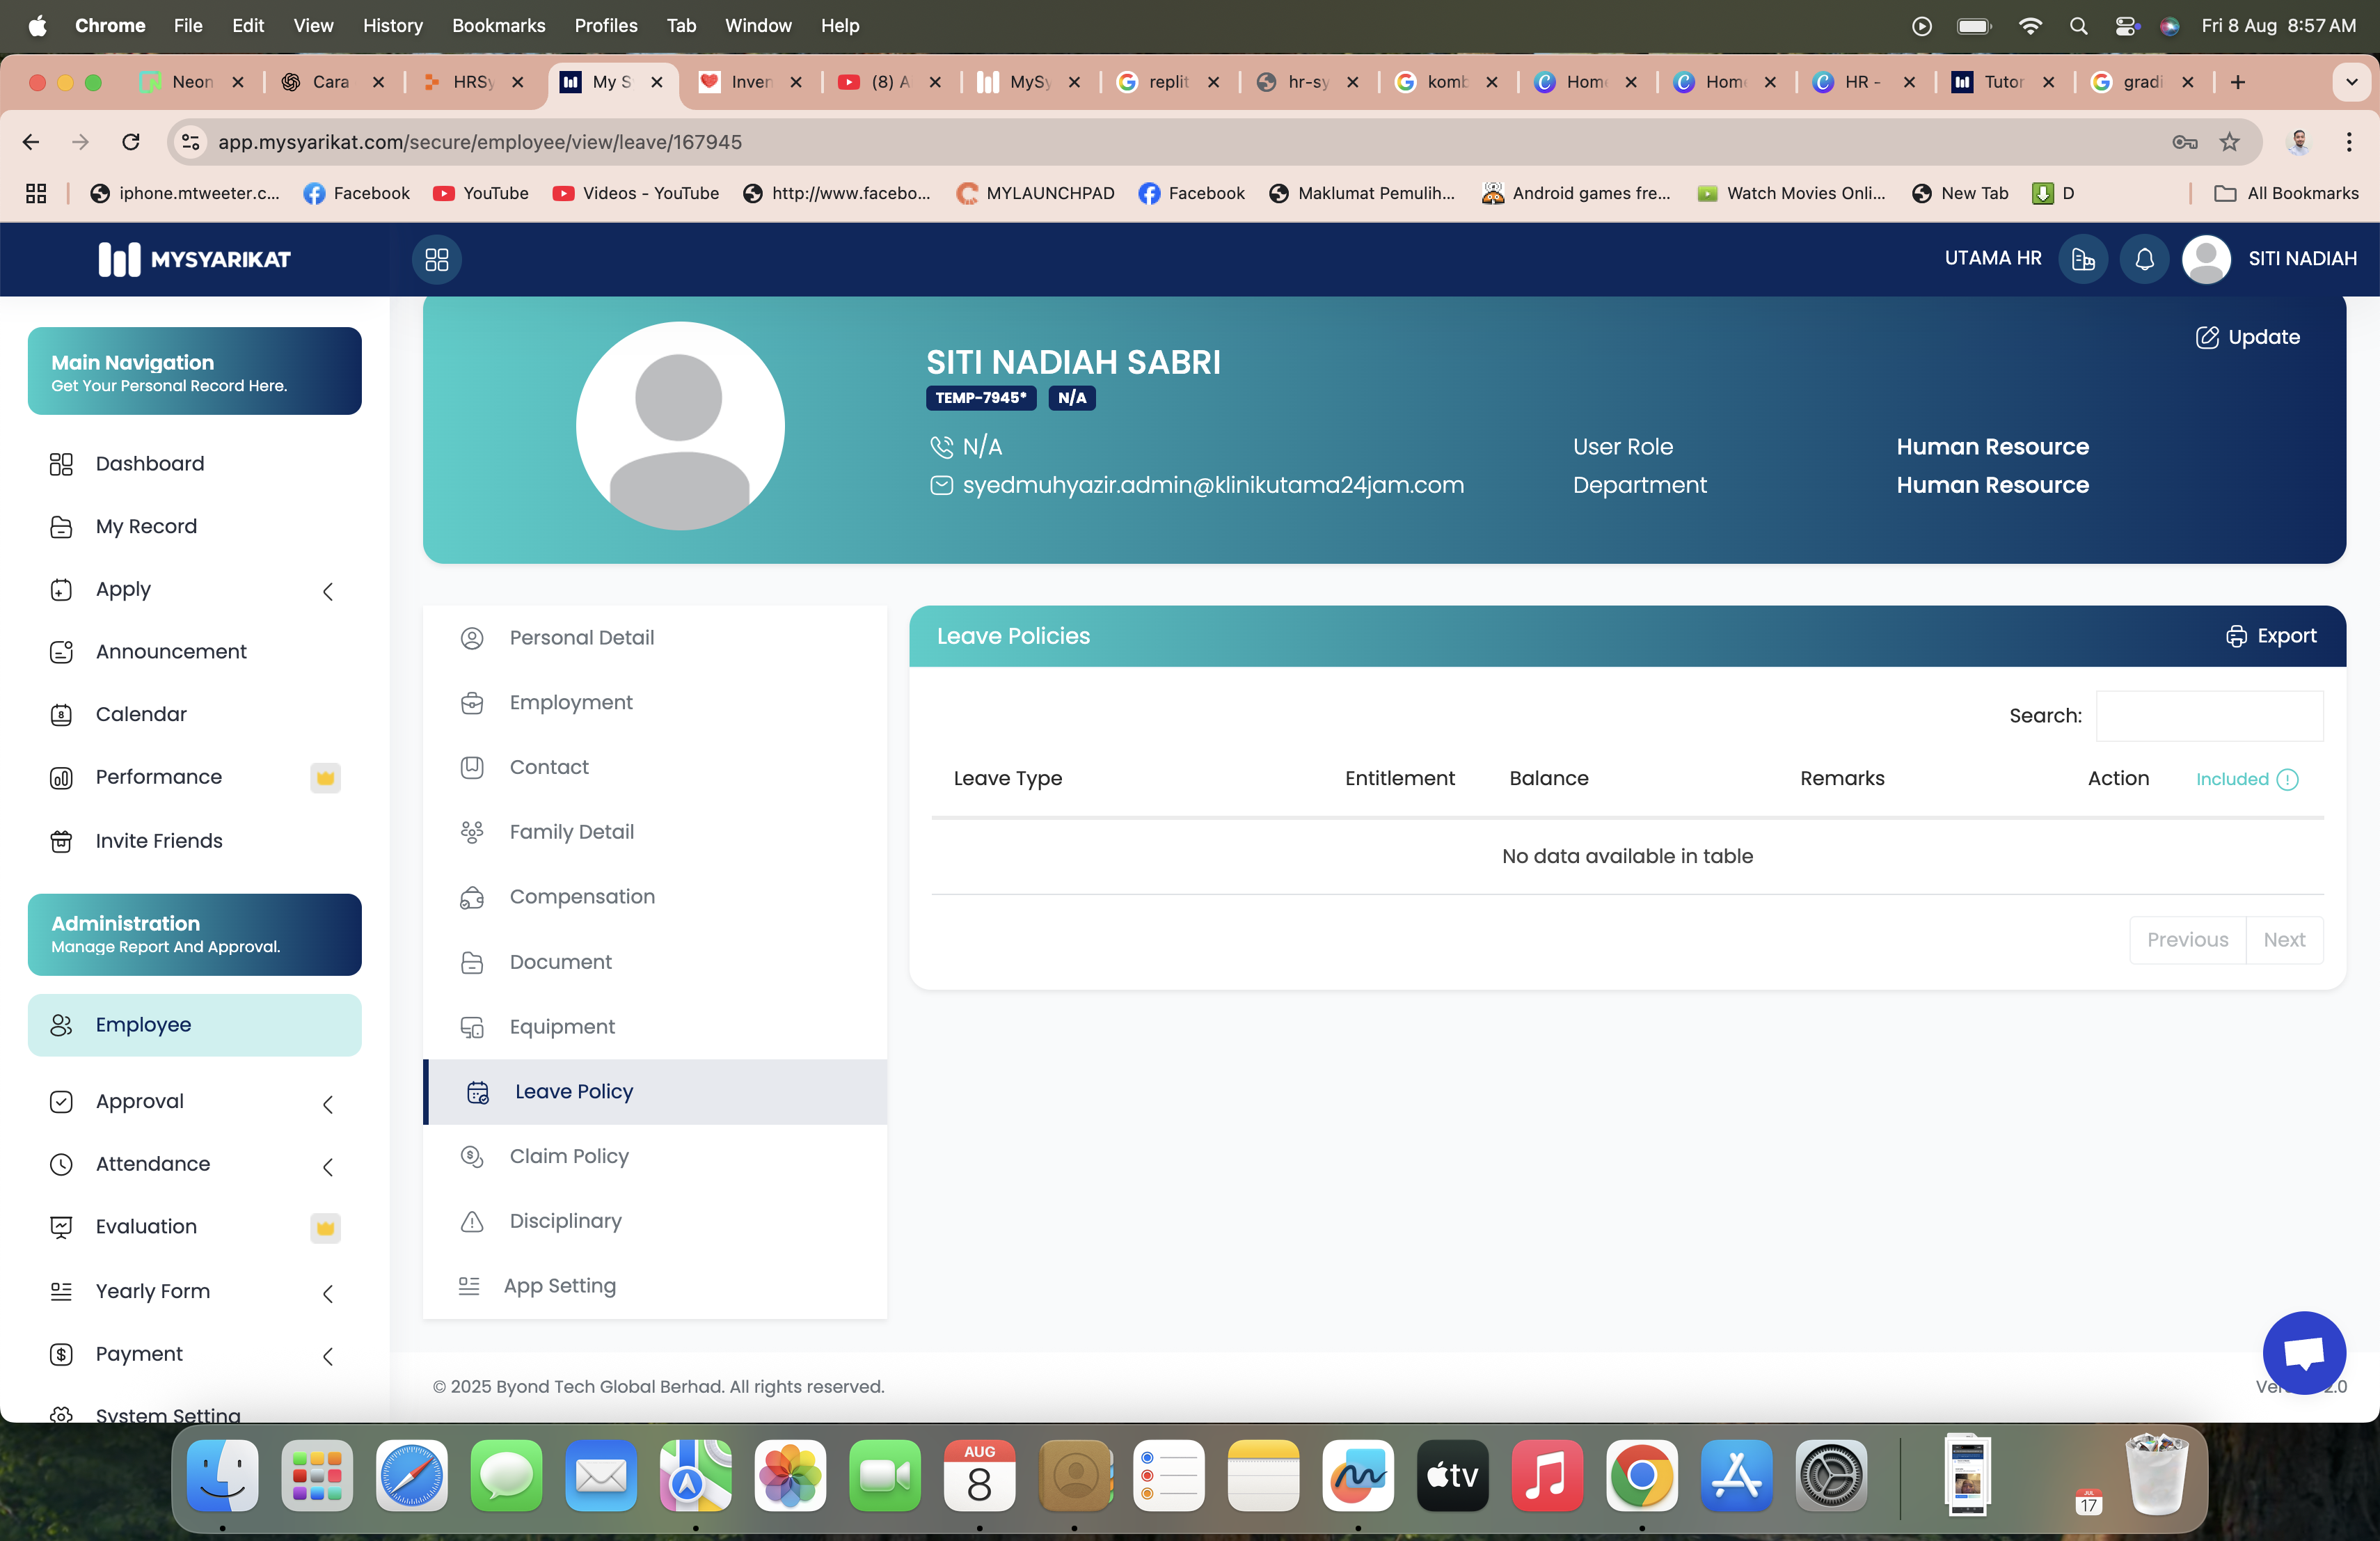 Chrome File Edit View History Bookmarks Profiles Tab Window Help
Fri 8 Aug 8:57 AM
Neon
Cara
HRSy
My S
Inven
(8) A
MySy
replit
hr-sy
komb
Hom
Hom
HR -
Tutor
gradi
app.mysyarikat.com/secure/employee/view/leave/167945
iphone.mtweeter.c...
Facebook
YouTube
Videos - YouTube
http://www.facebo...
MYLAUNCHPAD
Facebook
Maklumat Pemulih...
Android games fre...
Watch Movies Onli...
New Tab
D
All Bookmarks
MYSYARIKAT
UTAMA HR
SITI NADIAH
Main Navigation
Get Your Personal Record Here.
Dashboard
My Record
Apply
Announcement
Calendar
8
Performance
Invite Friends
Administration
Manage Report And Approval.
Employee
Approval
Attendance
Evaluation
Yearly Form
Payment
System Setting
Update
SITI NADIAH SABRI
TEMP-7945*
N/A
N/A
syedmuhyazir.admin@klinikutama24jam.com
User Role
Human Resource
Department
Human Resource
Personal Detail
Employment
Contact
Family Detail
Compensation
Document
Equipment
Leave Policy
Claim Policy
Disciplinary
App Setting
Leave Policies
Export
Search:
Leave Type Entitlement Balance Remarks Action Included
No data available in table
Previous
Next
© 2025 Byond Tech Global Berhad. All rights reserved.
2.0
AUG
8
tv
JUL
17